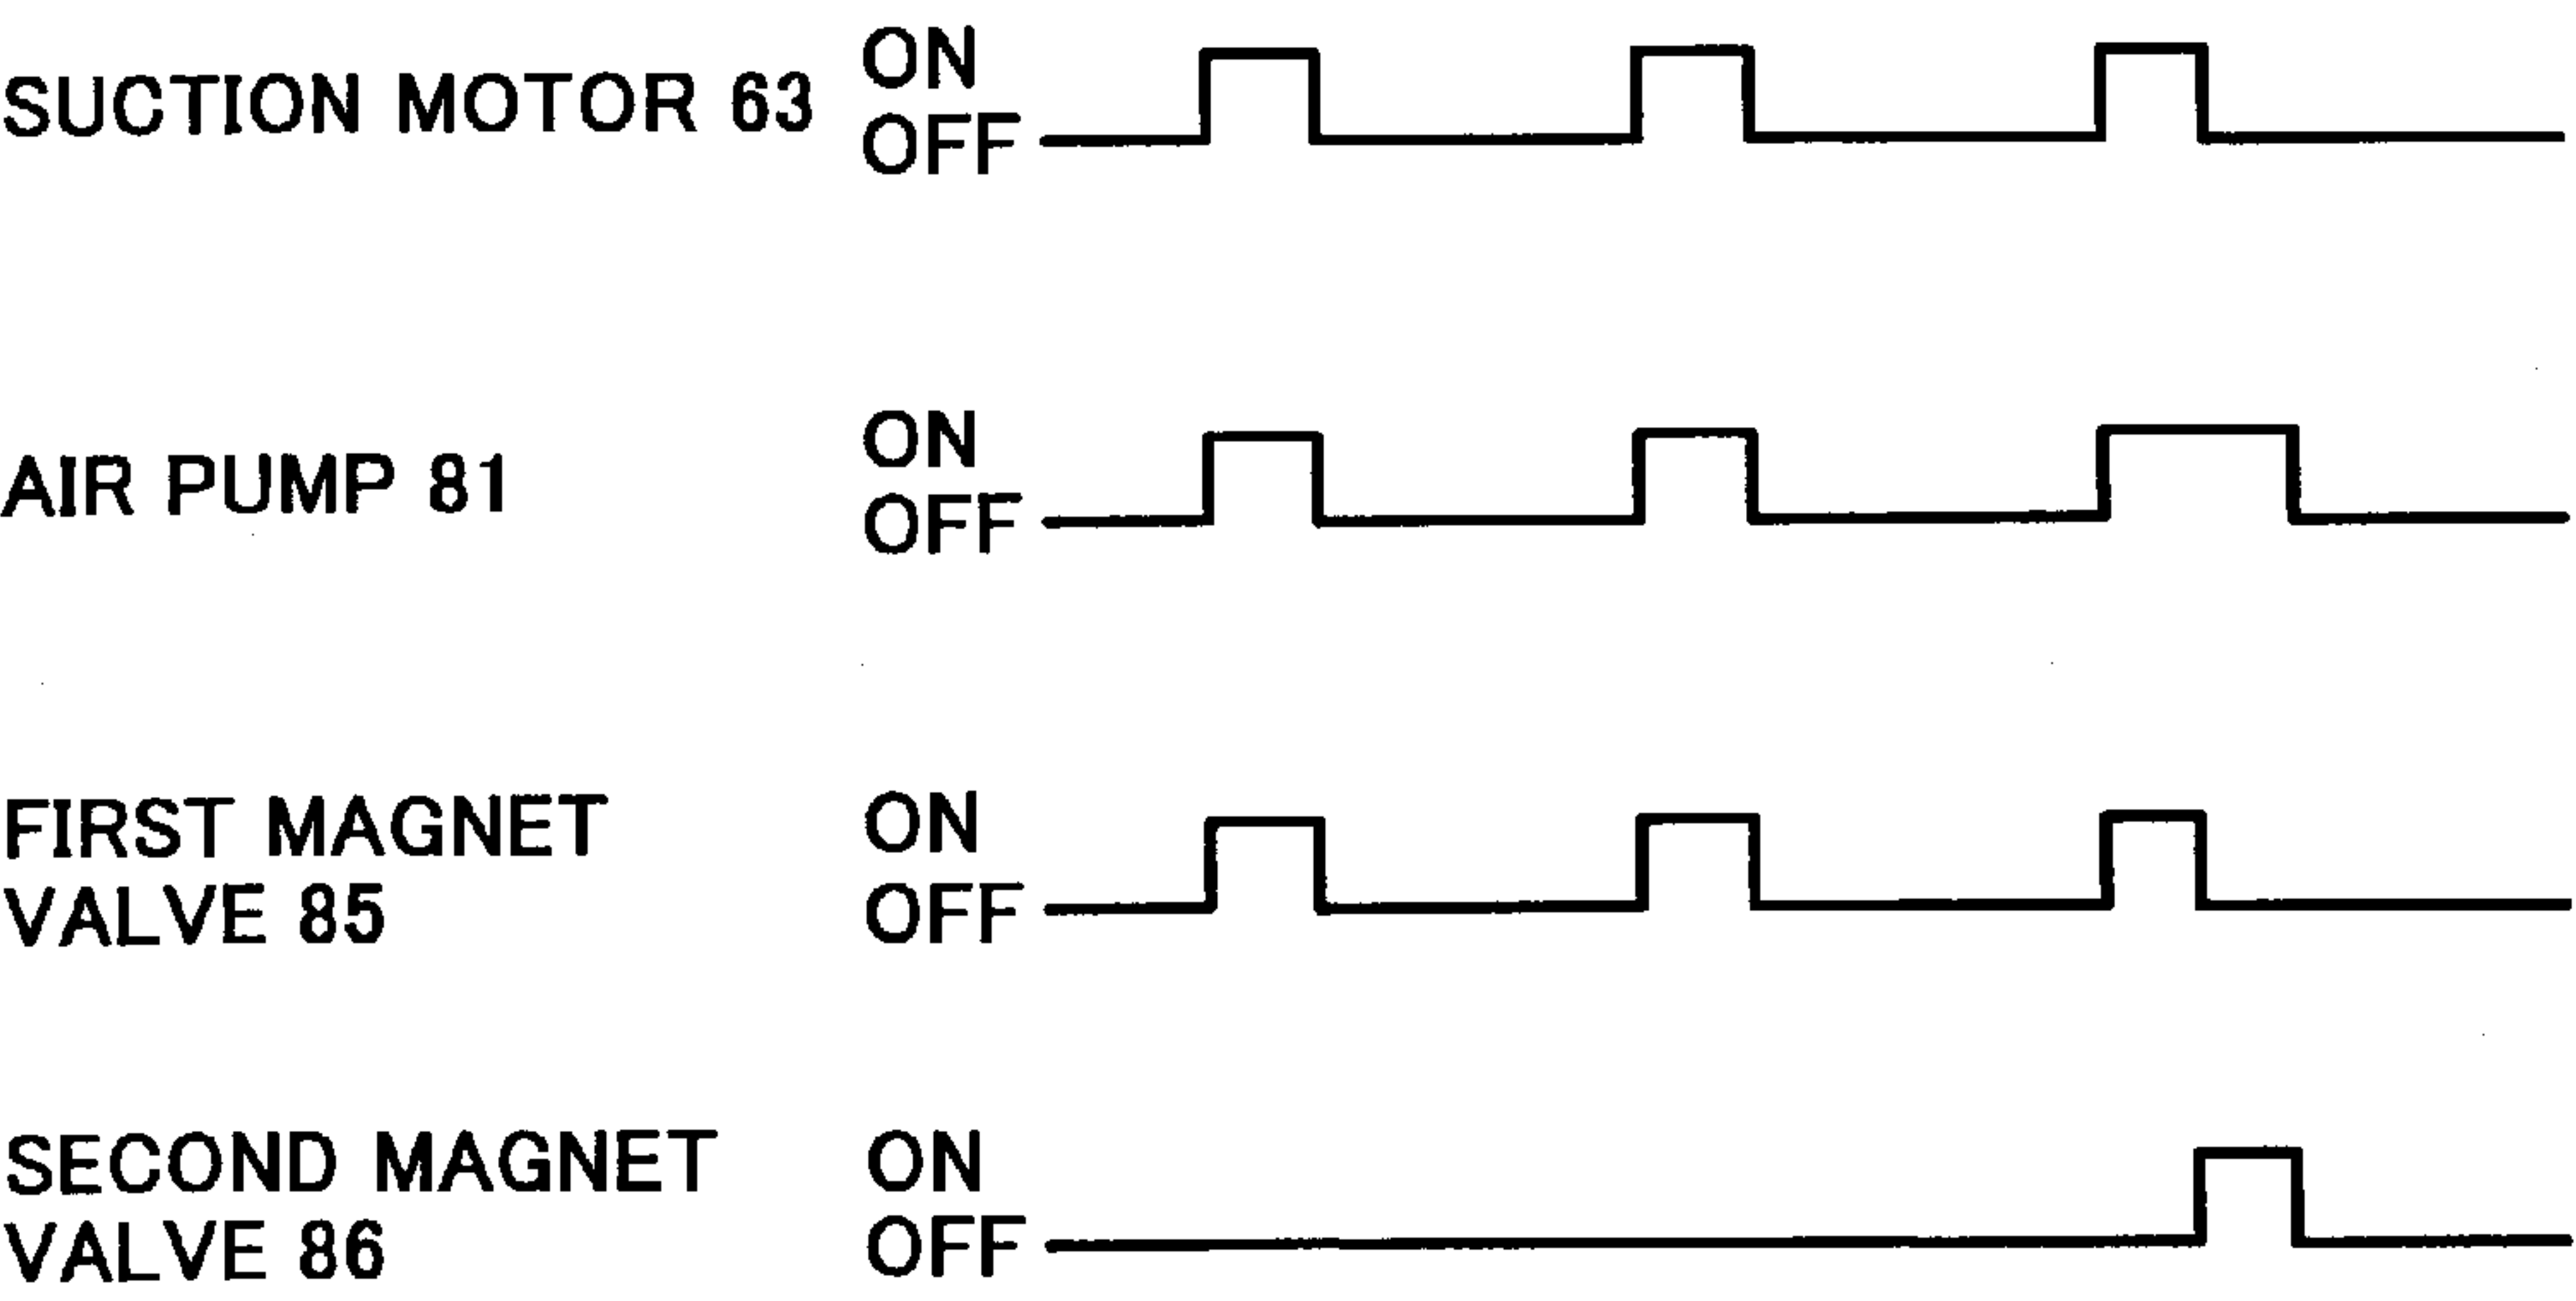 SUCTION MOTOR 63
ON
OFF
AIR PUMP 81
ON
OFF
FIRST MAGNET
VALVE 85
ON
OFF
SECOND MAGNET
VALVE 86
ON
OFF